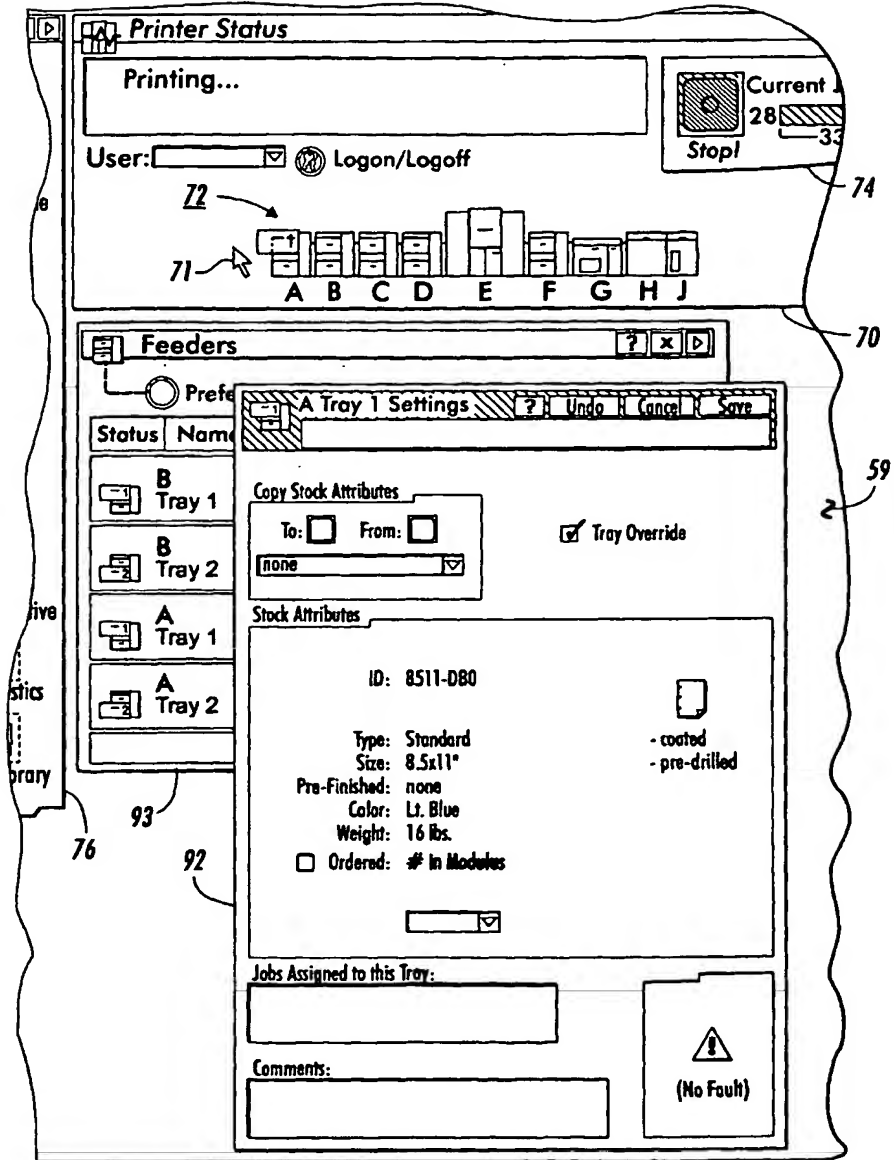 Printer Status
Printing...
Current J
28
33
Stop!
User:
Logon/Logoff
72
74
71
A B C D E F G H J
70
Feeders
? x
Prefe
Status Name
B
Tray 1
B
Tray 2
A
Tray 1
A
Tray 2
ive
stics
brary
76
93
59
A Tray 1 Settings ? Undo Cancel Save
Copy Stock Attributes
To: From:
none
Tray Override
Stock Attributes
ID: 8511-DB0
Type: Standard
Size: 8.5x11"
Pre-Finished: none
Color: Lt. Blue
Weight: 16 lbs.
Ordered: # in Modulus
- coated
- pre-drilled
92
Jobs Assigned to this Tray:
Comments:
(No Fault)